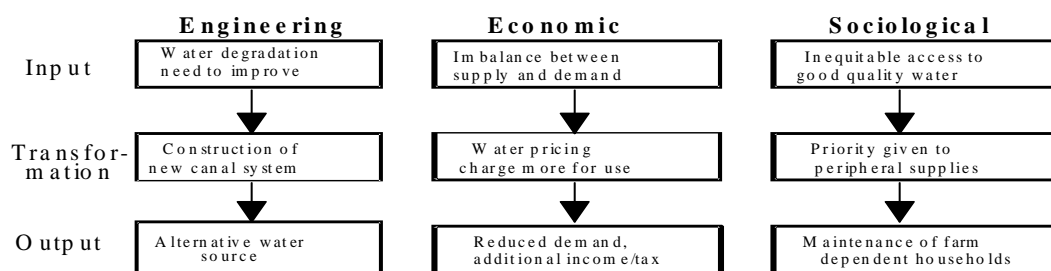 Engineering Economic Sociological
Input
Water degradation
need to improve
Imbalance between
supply and demand
Inequitable access to
good quality water
Transfor-
mation
Construction of
new canal system
Water pricing
charge more for use
Priority given to
peripheral supplies
Output
Alternative water
source
Reduced demand,
additional income/tax
Maintenance of farm
dependent households